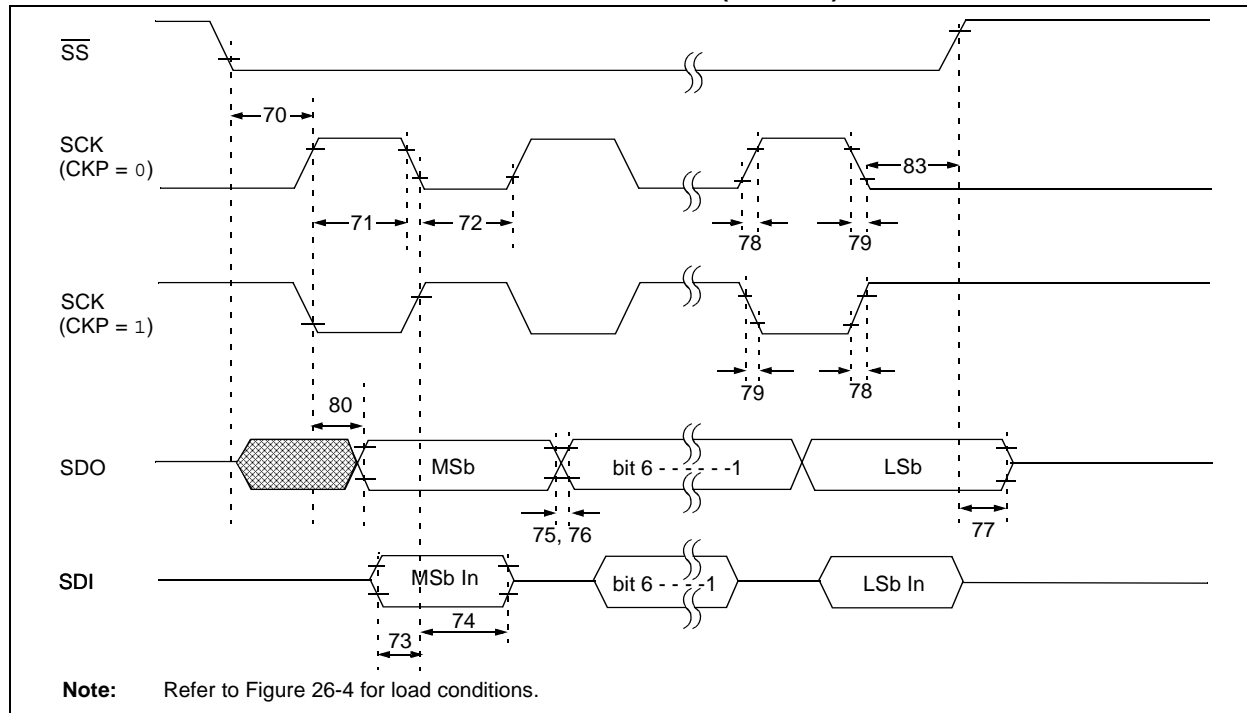 SS
70
SCK
(CKP = 0)
83
71
72
78
79
SCK
(CKP = 1)
79
78
80
SDO
MSb
bit 6 - - - - - -1
LSb
75, 76
77
SDI
MSb In
bit 6 - - - -1
LSb In
74
73
Note: Refer to Figure 26-4 for load conditions.